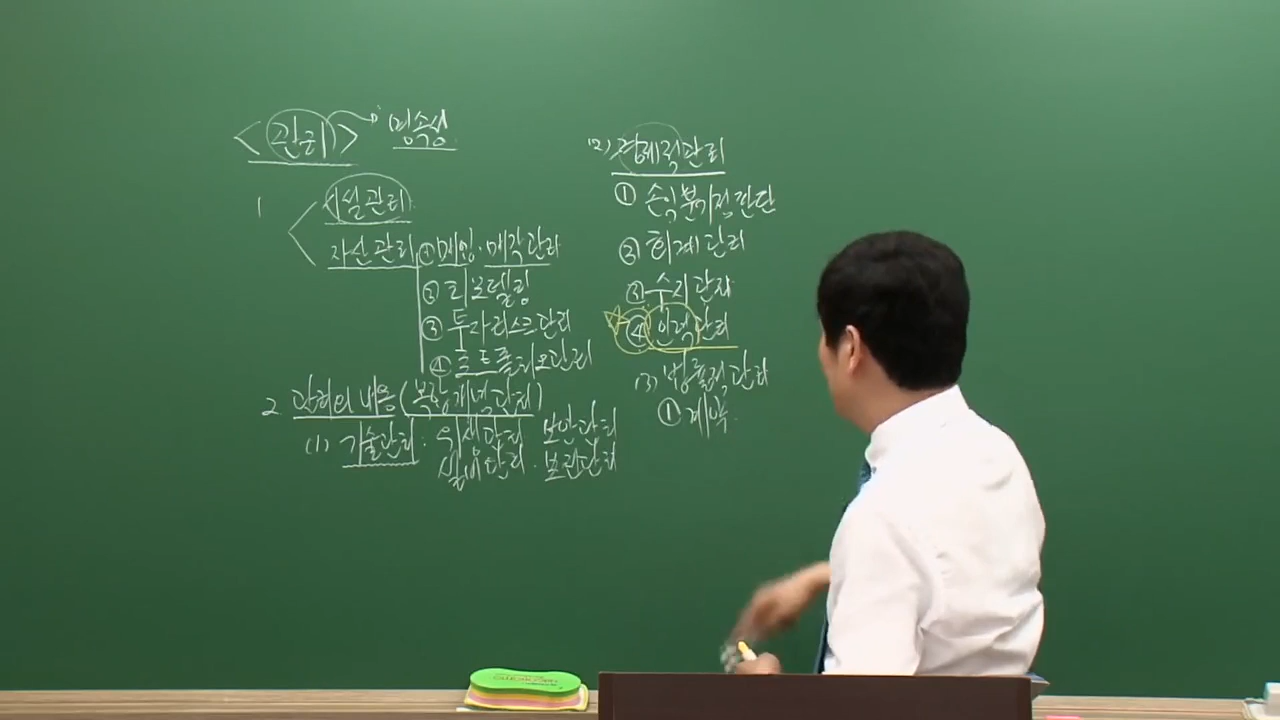 <관리> → 영속성
1
시설관리
자산관리 ① 매입·매각관리
② 리모델링
③ 투자리스크관리
④ 포트폴리오관리
2. 관리의 내용 (복합개념관리)
(1) 기술관리· 위생관리 보안관리
설비관리· 보전관리
(2) 경제적관리
① 손익분기점관리
② 회계관리
③ 수지관리
☆④ 인력관리
(3) 법률적관리
① 계약